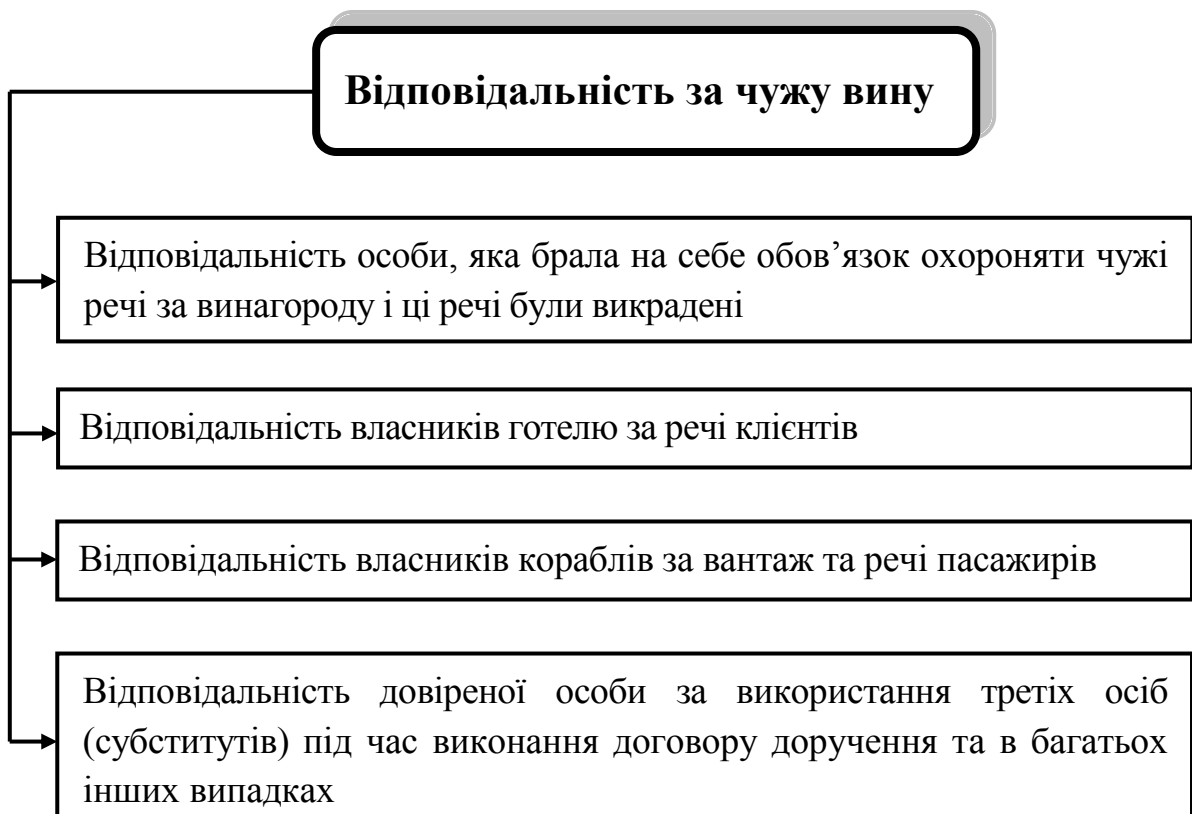 Відповідальність за чужу вину
Відповідальність особи, яка брала на себе обов’язок охороняти чужі
речі за винагороду і ці речі були викрадені
Відповідальність власників готелю за речі клієнтів
Відповідальність власників кораблів за вантаж та речі пасажирів
Відповідальність довіреної особи за використання третіх осіб
(субститутів) під час виконання договору доручення та в багатьох
інших випадках